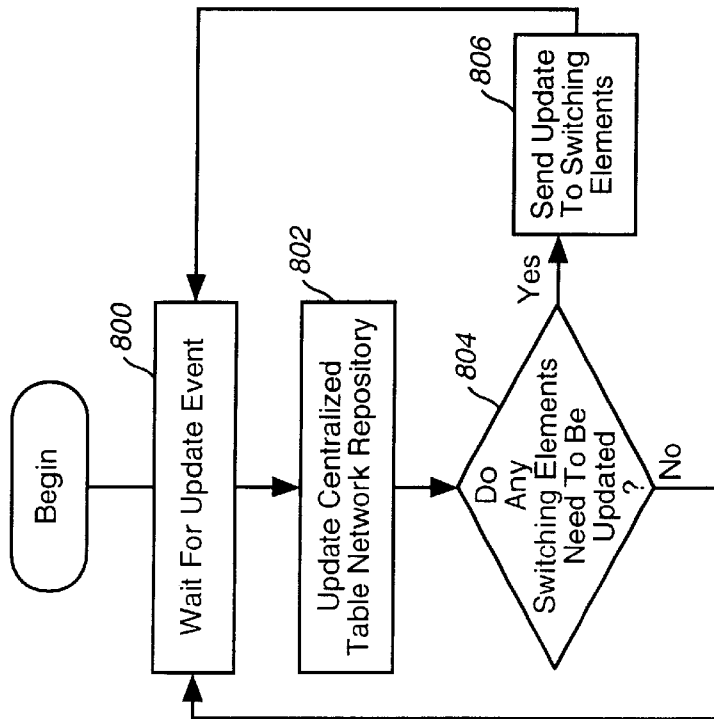 Begin
800
Wait For Update Event
802
Update Centralized
Table Network Repository
804
Do
Any
Switching Elements
Need To Be
Updated
?
Yes
No
806
Send Update
To Switching
Elements